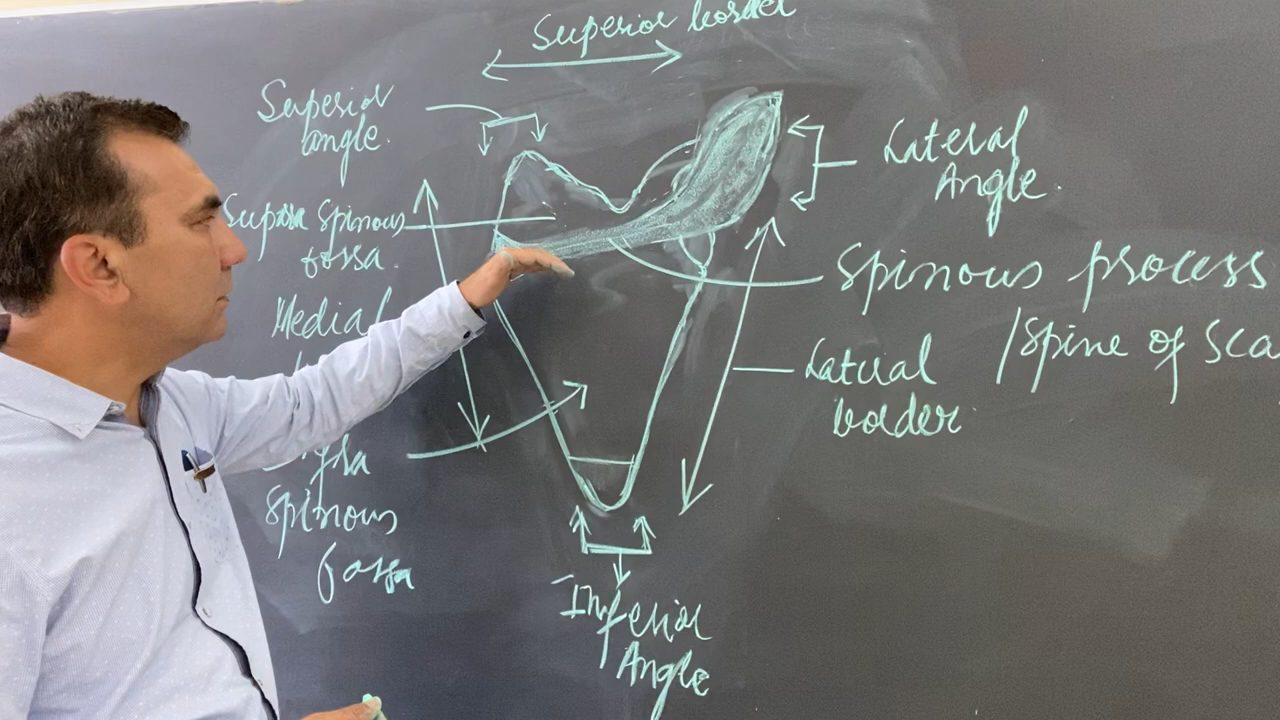 Superior border
Superior
angle.
Supra Spinous
fossa.
Medial
Spinous
fossa
Lateral
Angle.
Spinous process
/Spine of Sca
Lateral
border.
Inferior
Angle